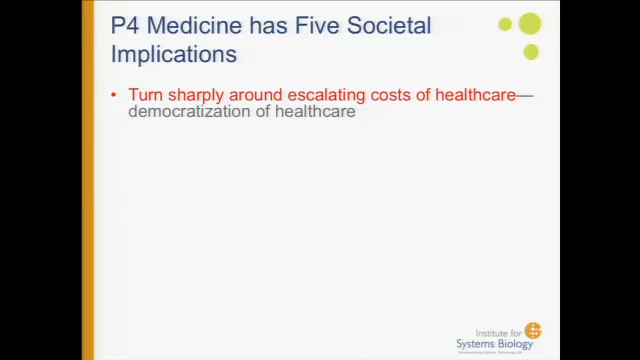 P4 Medicine has Five Societal
Implications
• Turn sharply around escalating costs of healthcare—
democratization of healthcare
Institute for
Systems Biology